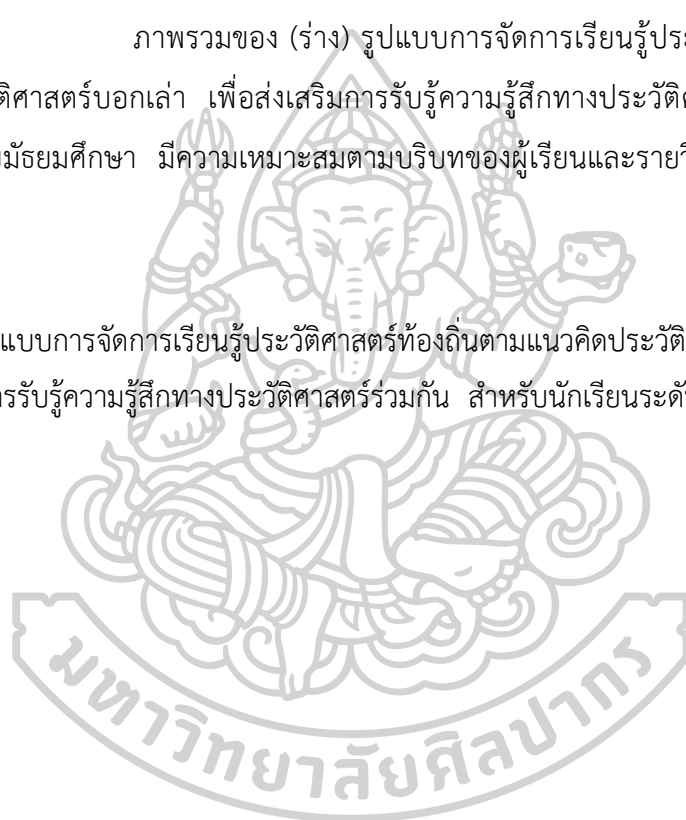 ภาพรวมของ (ร่าง) รูปแบบการจัดการเรียนรู้ประ
ติศาสตร์บอกเล่า เพื่อส่งเสริมการรับรู้ความรู้สึกทางประวัติ
มัธยมศึกษา มีความเหมาะสมตามบริบทของผู้เรียนและรายวิ
แบบการจัดการเรียนรู้ประวัติศาสตร์ท้องถิ่นตามแนวคิดประวัติ
ารรับรู้ความรู้สึกทางประวัติศาสตร์ร่วมกัน สำหรับนักเรียนระดั
มหาวิทยาลัยศิลปากร